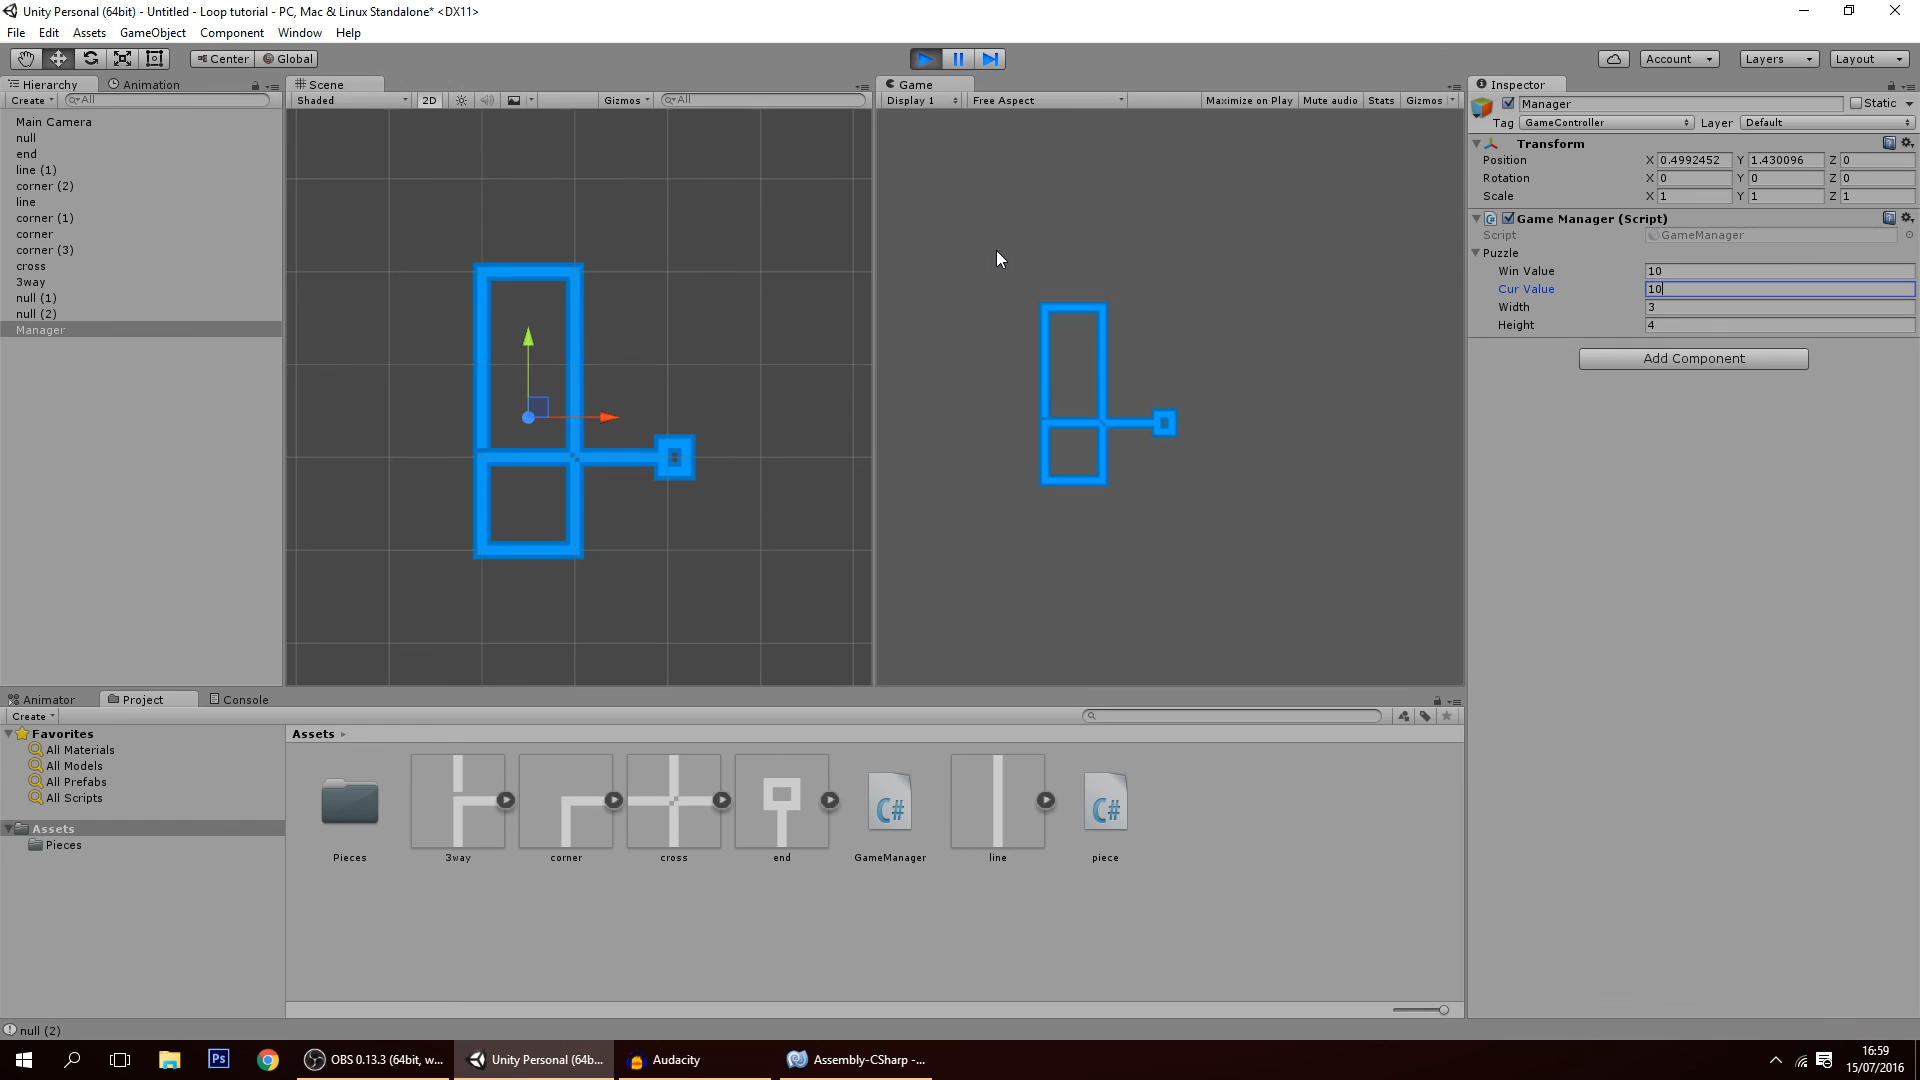 Unity Personal (64bit) - Untitled - Loop tutorial - PC, Mac & Linux Standalone* <DX11>
File Edit Assets GameObject Component Window Help
Center Global
Account Layers Layout
Hierarchy Animation
Create All
Main Camera
null
end
line (1)
corner (2)
line
corner (1)
corner
corner (3)
cross
3way
null (1)
null (2)
Manager
Scene
Shaded 2D Gizmos All
Game
Display 1 Free Aspect Maximize on Play Mute audio Stats Gizmos
Inspector
Manager Static
Tag GameController Layer Default
Transform
Position X 0.4992452 Y 1.430096 Z 0
Rotation X 0 Y 0 Z 0
Scale X 1 Y 1 Z 1
Game Manager (Script)
Script GameManager
Puzzle
Win Value 10
Cur Value 10
Width 3
Height 4
Add Component
Animator Project Console
Create
Favorites
All Materials
All Models
All Prefabs
All Scripts
Assets
Pieces
Assets
C# C#
Pieces 3way corner cross end GameManager line piece
null (2)
Ps OBS 0.13.3 (64bit, w... Unity Personal (64b... Audacity Assembly-CSharp -...
16:59
15/07/2016